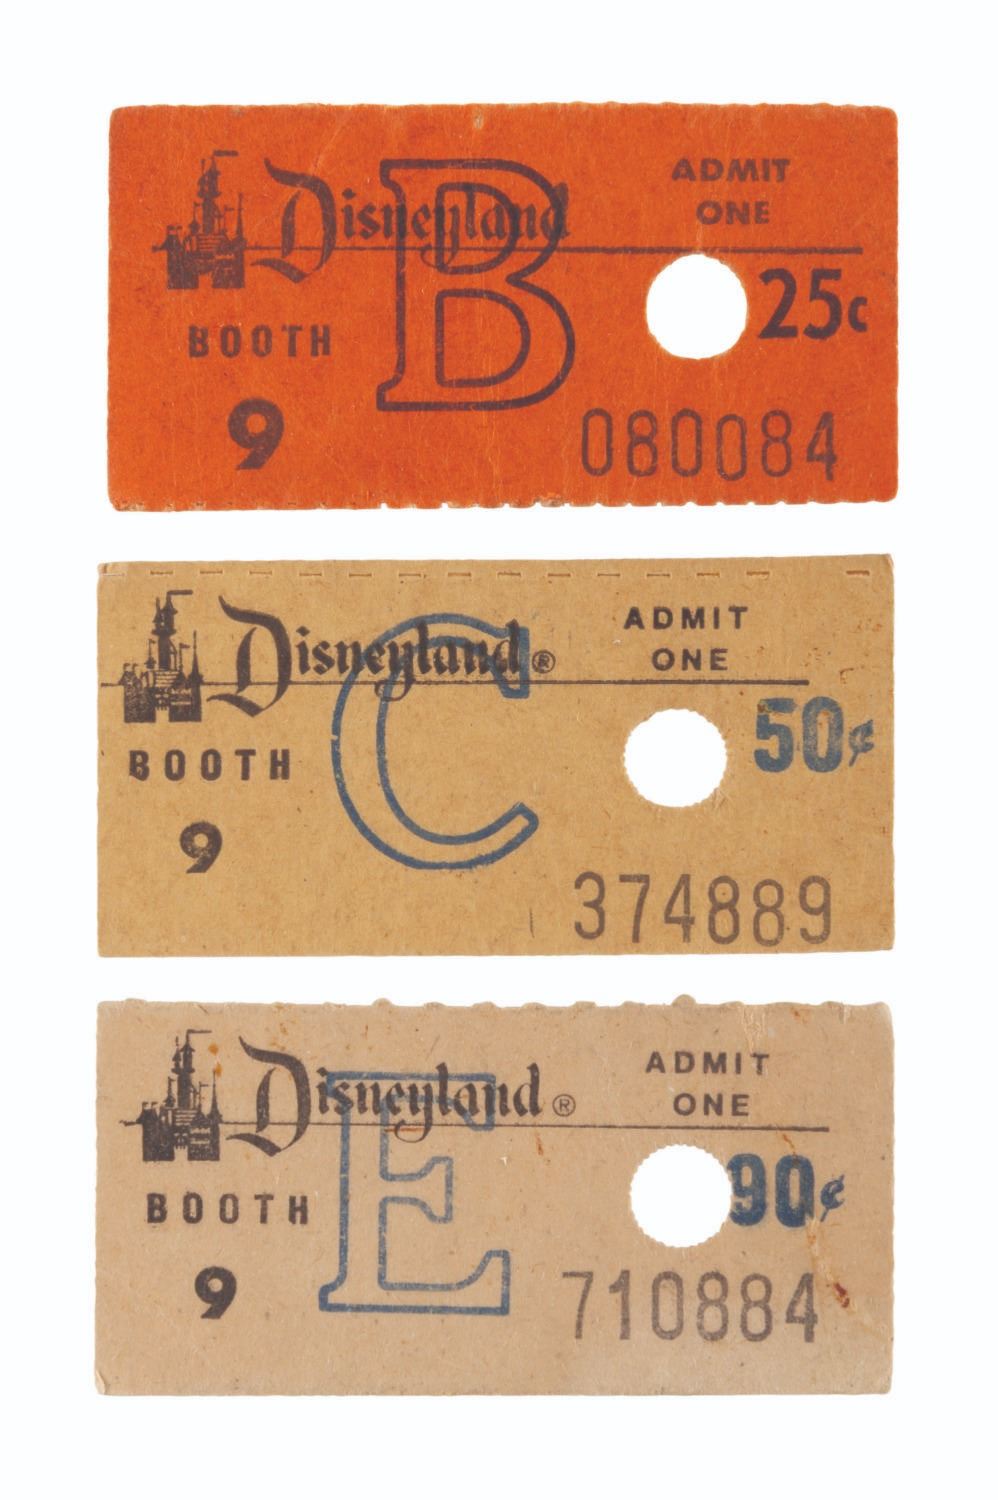 Disneyland
ADMIT
ONE
B
25c
BOOTH
9
080084
Disneyland®
ADMIT
ONE
C
50¢
BOOTH
9
374889
Disneyland®
ADMIT
ONE
E
90¢
BOOTH
9
710884